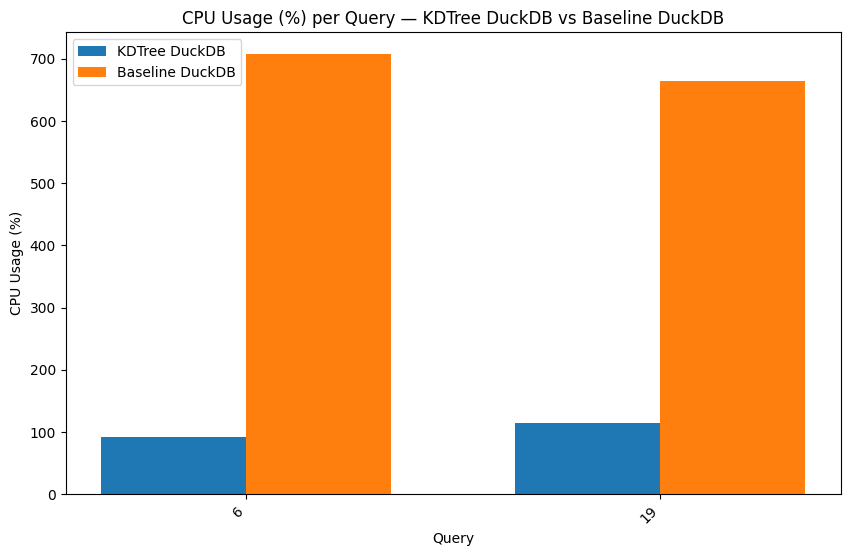 CPU Usage (%) per Query — KDTree DuckDB vs Baseline DuckDB
KDTree DuckDB
Baseline DuckDB
700
600
500
400
300
200
100
0
CPU Usage (%)
6
19
Query